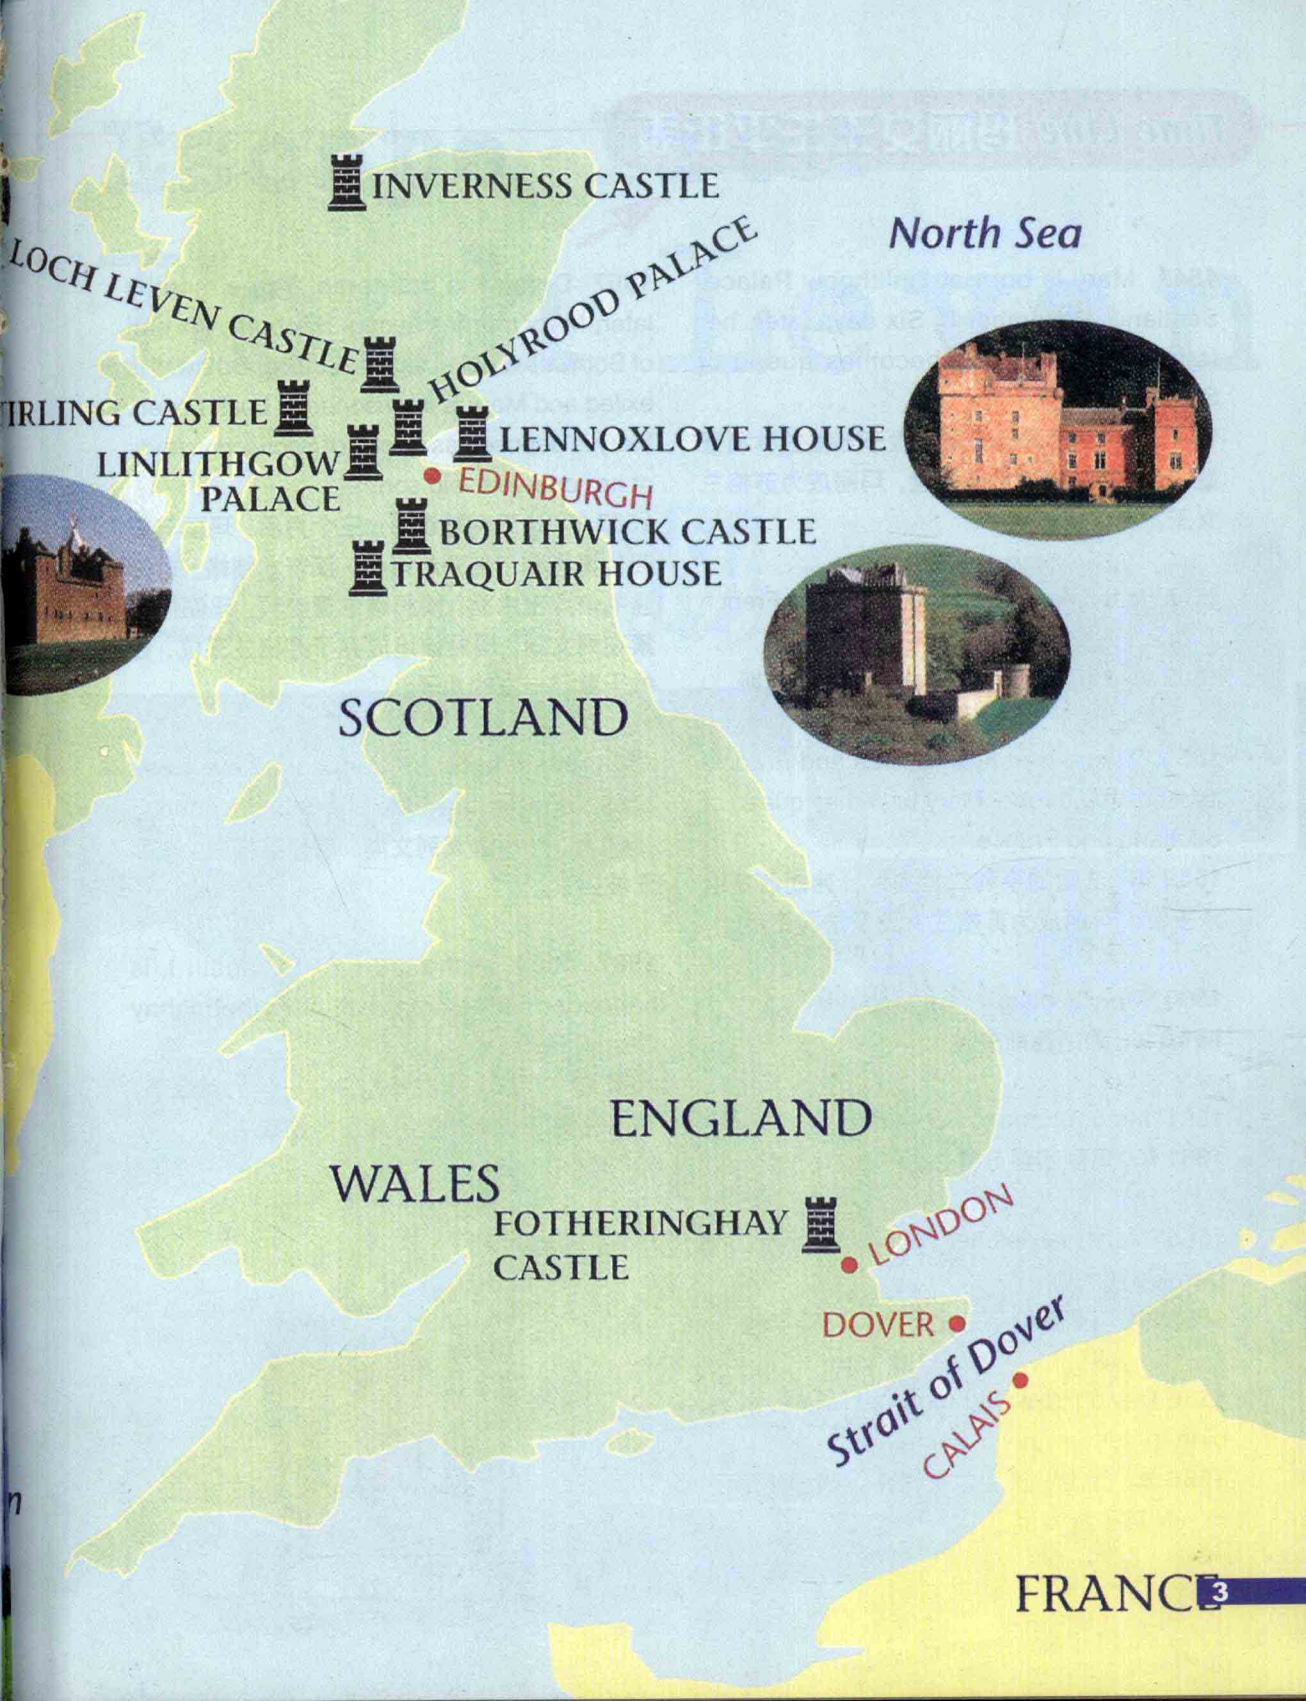 INVERNESS CASTLE
North Sea
LOCH LEVEN CASTLE
HOLYROOD PALACE
IRLING CASTLE
LENNOXLOVE HOUSE
LINLITHGOW
PALACE
EDINBURGH
BORTHWICK CASTLE
TRAQUAIR HOUSE
SCOTLAND
ENGLAND
WALES
FOTHERINGHAY
CASTLE
LONDON
DOVER
Strait of Dover
CALAIS
n
FRANCE
3